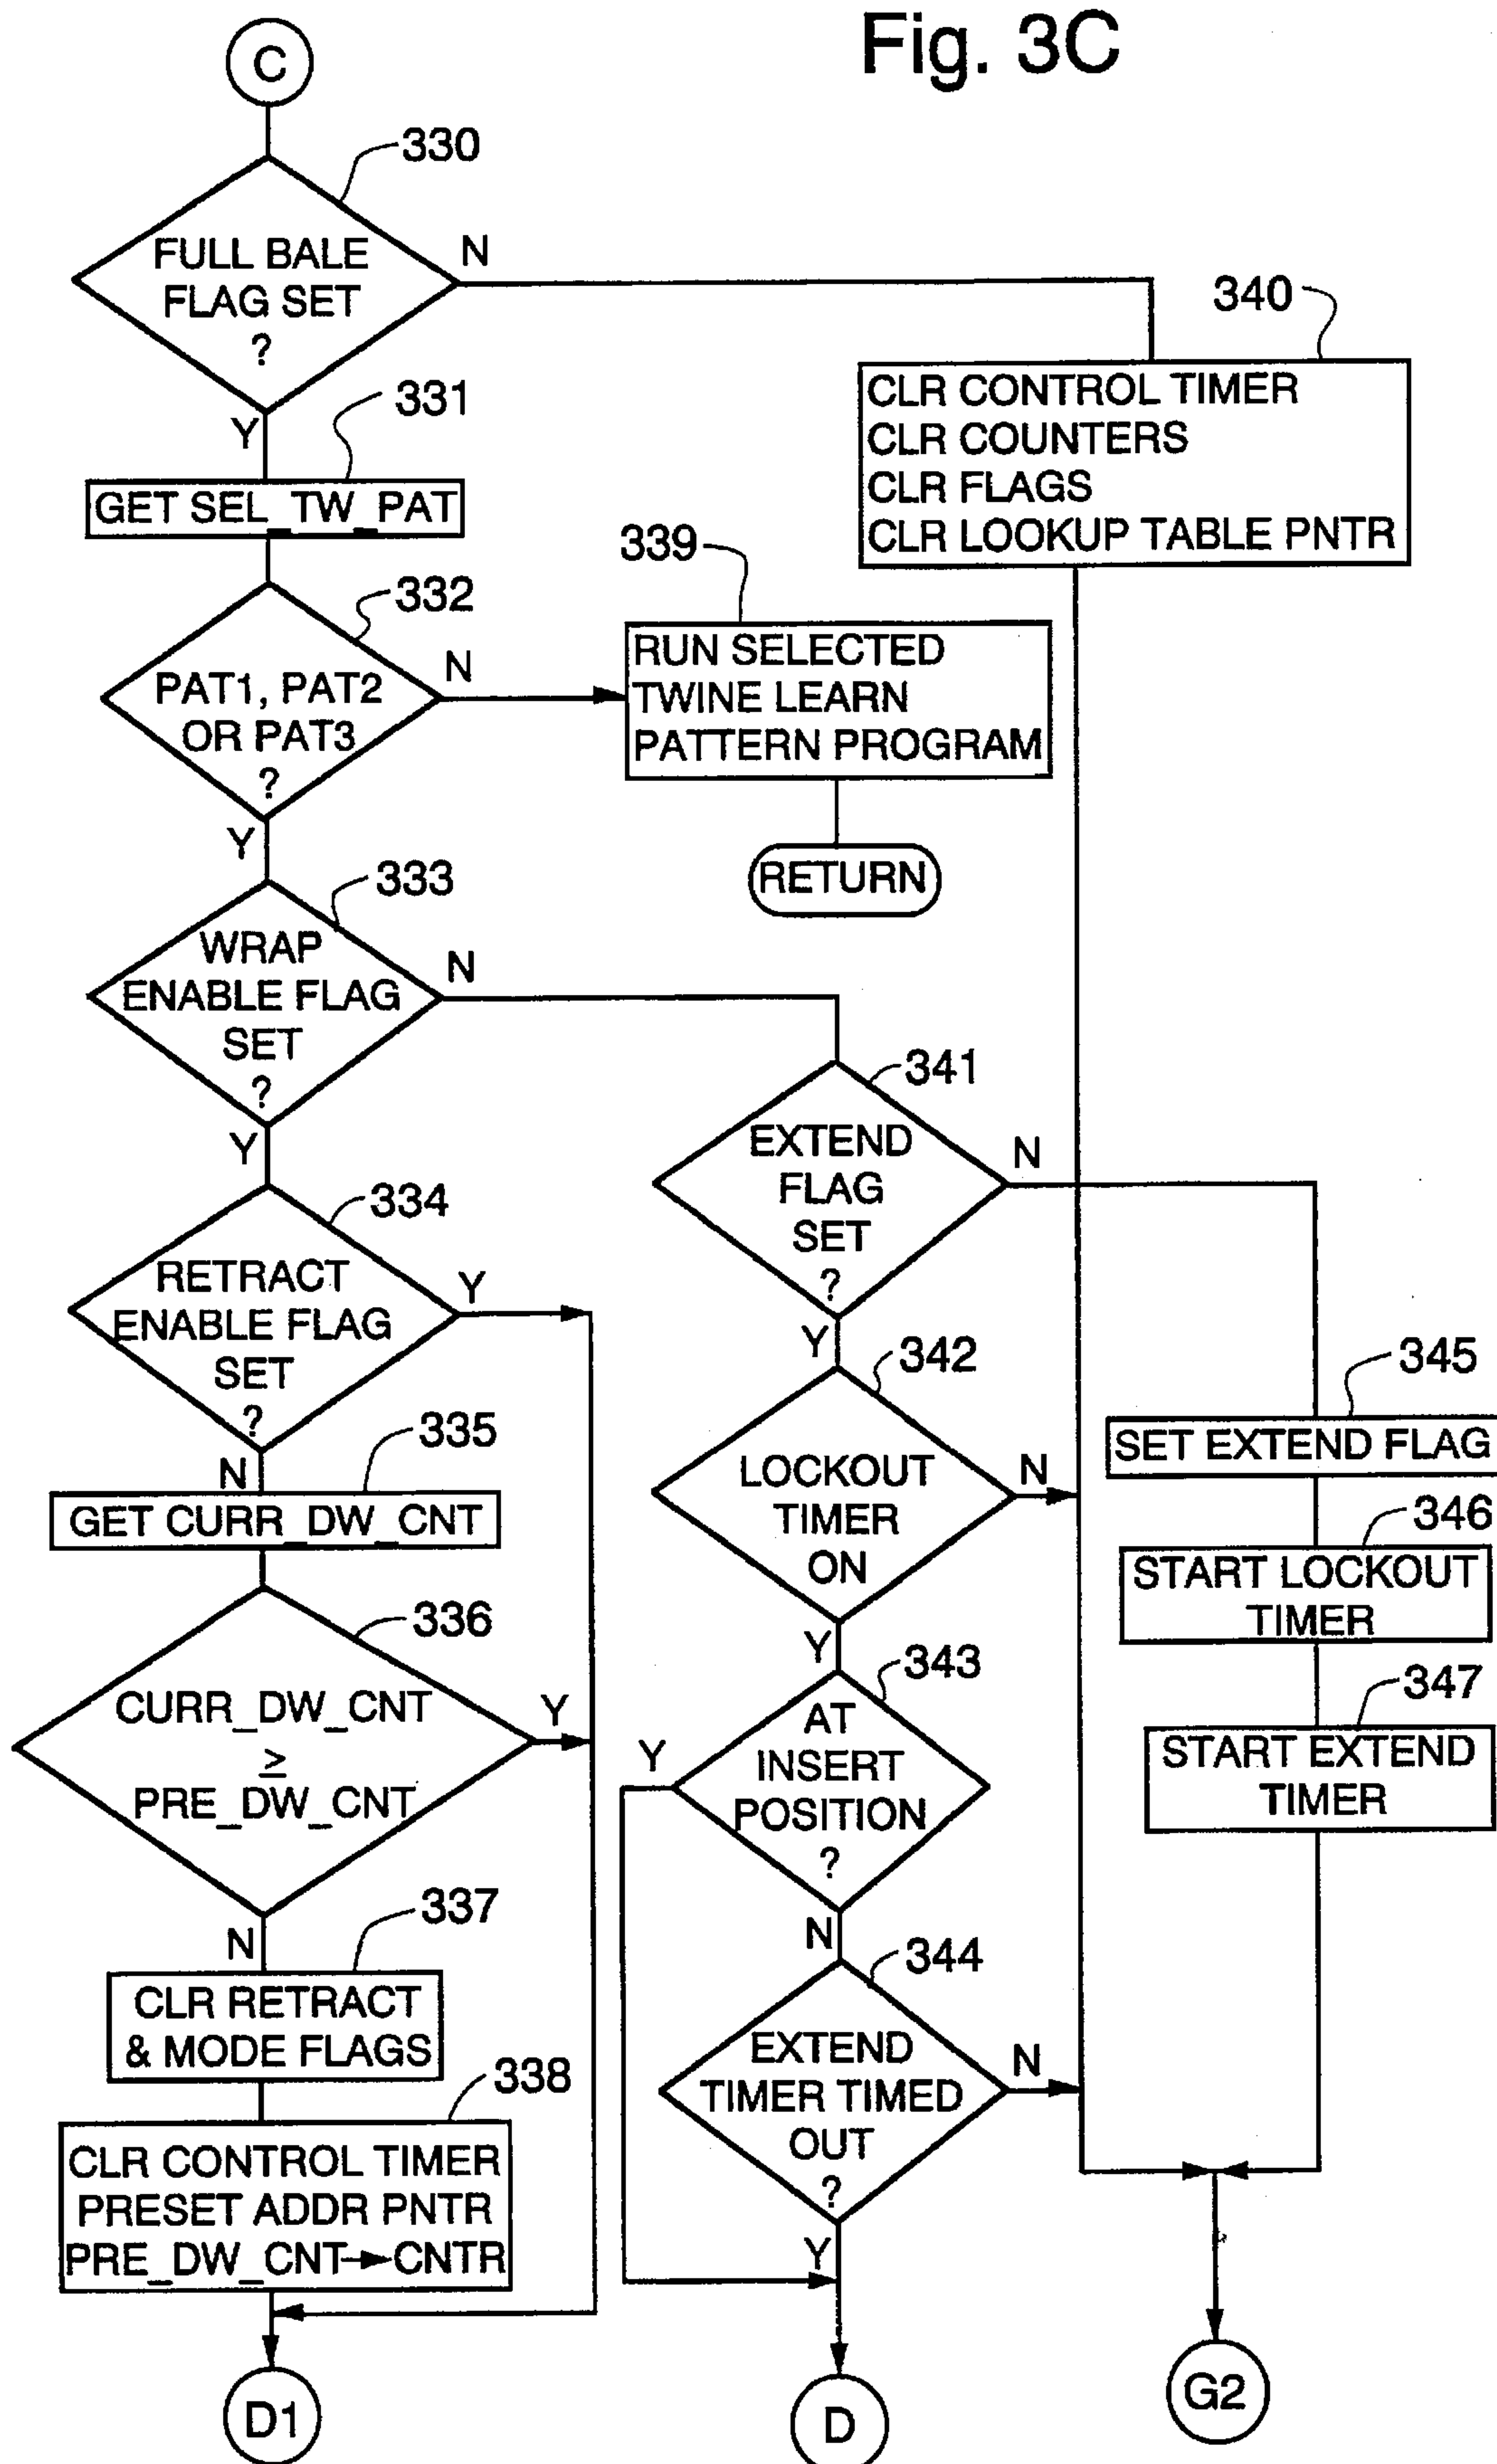 Fig. 3C
C
330
FULL BALE
FLAG SET
?
N
Y
340
CLR CONTROL TIMER
CLR COUNTERS
CLR FLAGS
CLR LOOKUP TABLE PNTR
331
GET SEL_TW_PAT
332
PAT1, PAT2
OR PAT3
?
N
Y
339
RUN SELECTED
TWINE LEARN
PATTERN PROGRAM
RETURN
333
WRAP
ENABLE FLAG
SET
?
N
Y
341
EXTEND
FLAG
SET
?
N
Y
334
RETRACT
ENABLE FLAG
SET
?
Y
N
342
LOCKOUT
TIMER
ON
N
Y
345
SET EXTEND FLAG
335
GET CURR_DW_CNT
346
START LOCKOUT
TIMER
336
CURR_DW_CNT
≥
PRE_DW_CNT
Y
N
343
AT
INSERT
POSITION
?
Y
N
347
START EXTEND
TIMER
337
CLR RETRACT
& MODE FLAGS
344
EXTEND
TIMER TIMED
OUT
?
N
Y
338
CLR CONTROL TIMER
PRESET ADDR PNTR
PRE_DW_CNT→CNTR
D1
D
G2